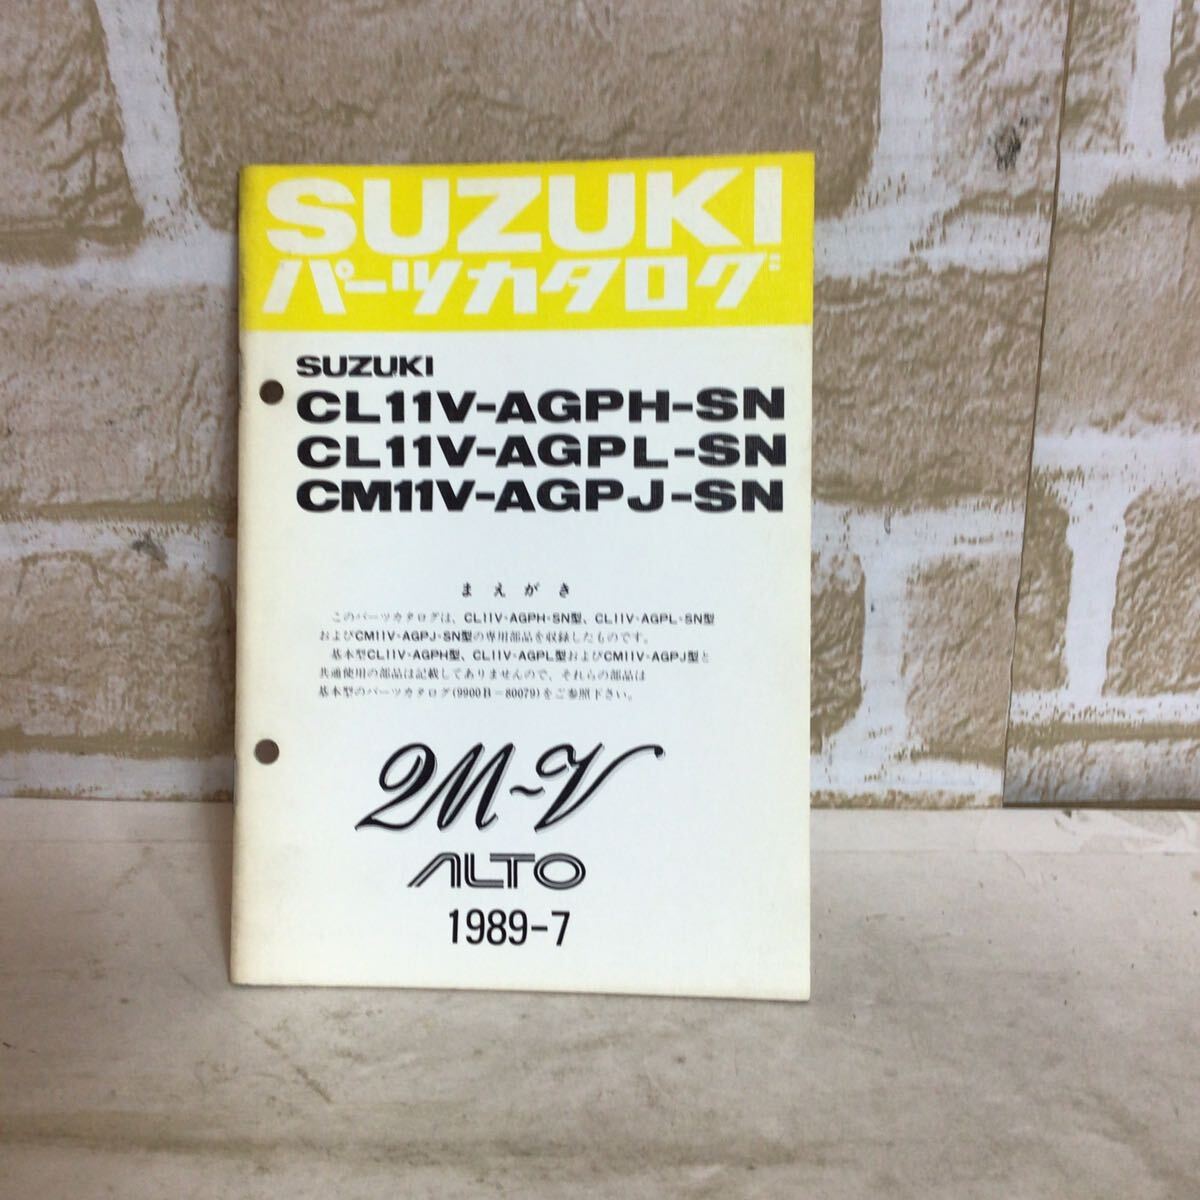 SUZUKI
パーツカタログ
SUZUKI
CL11V-AGPH-SN
CL11V-AGPL-SN
CM11V-AGPJ-SN
まえがき
このパーツカタログは、CL11V-AGPH-SN型、CL11V-AGPL-SN型
およびCM11V-AGPJ-SN型の専用部品を収録したものです。
基本型CL11V-AGPH型、CL11V-AGPL型およびCM11V-AGPJ型と
共通使用の部品は記載してありませんので、それらの部品は
基本型のパーツカタログ(9900B-80079)をご参照下さい。
2M~V
ALTO
1989-7